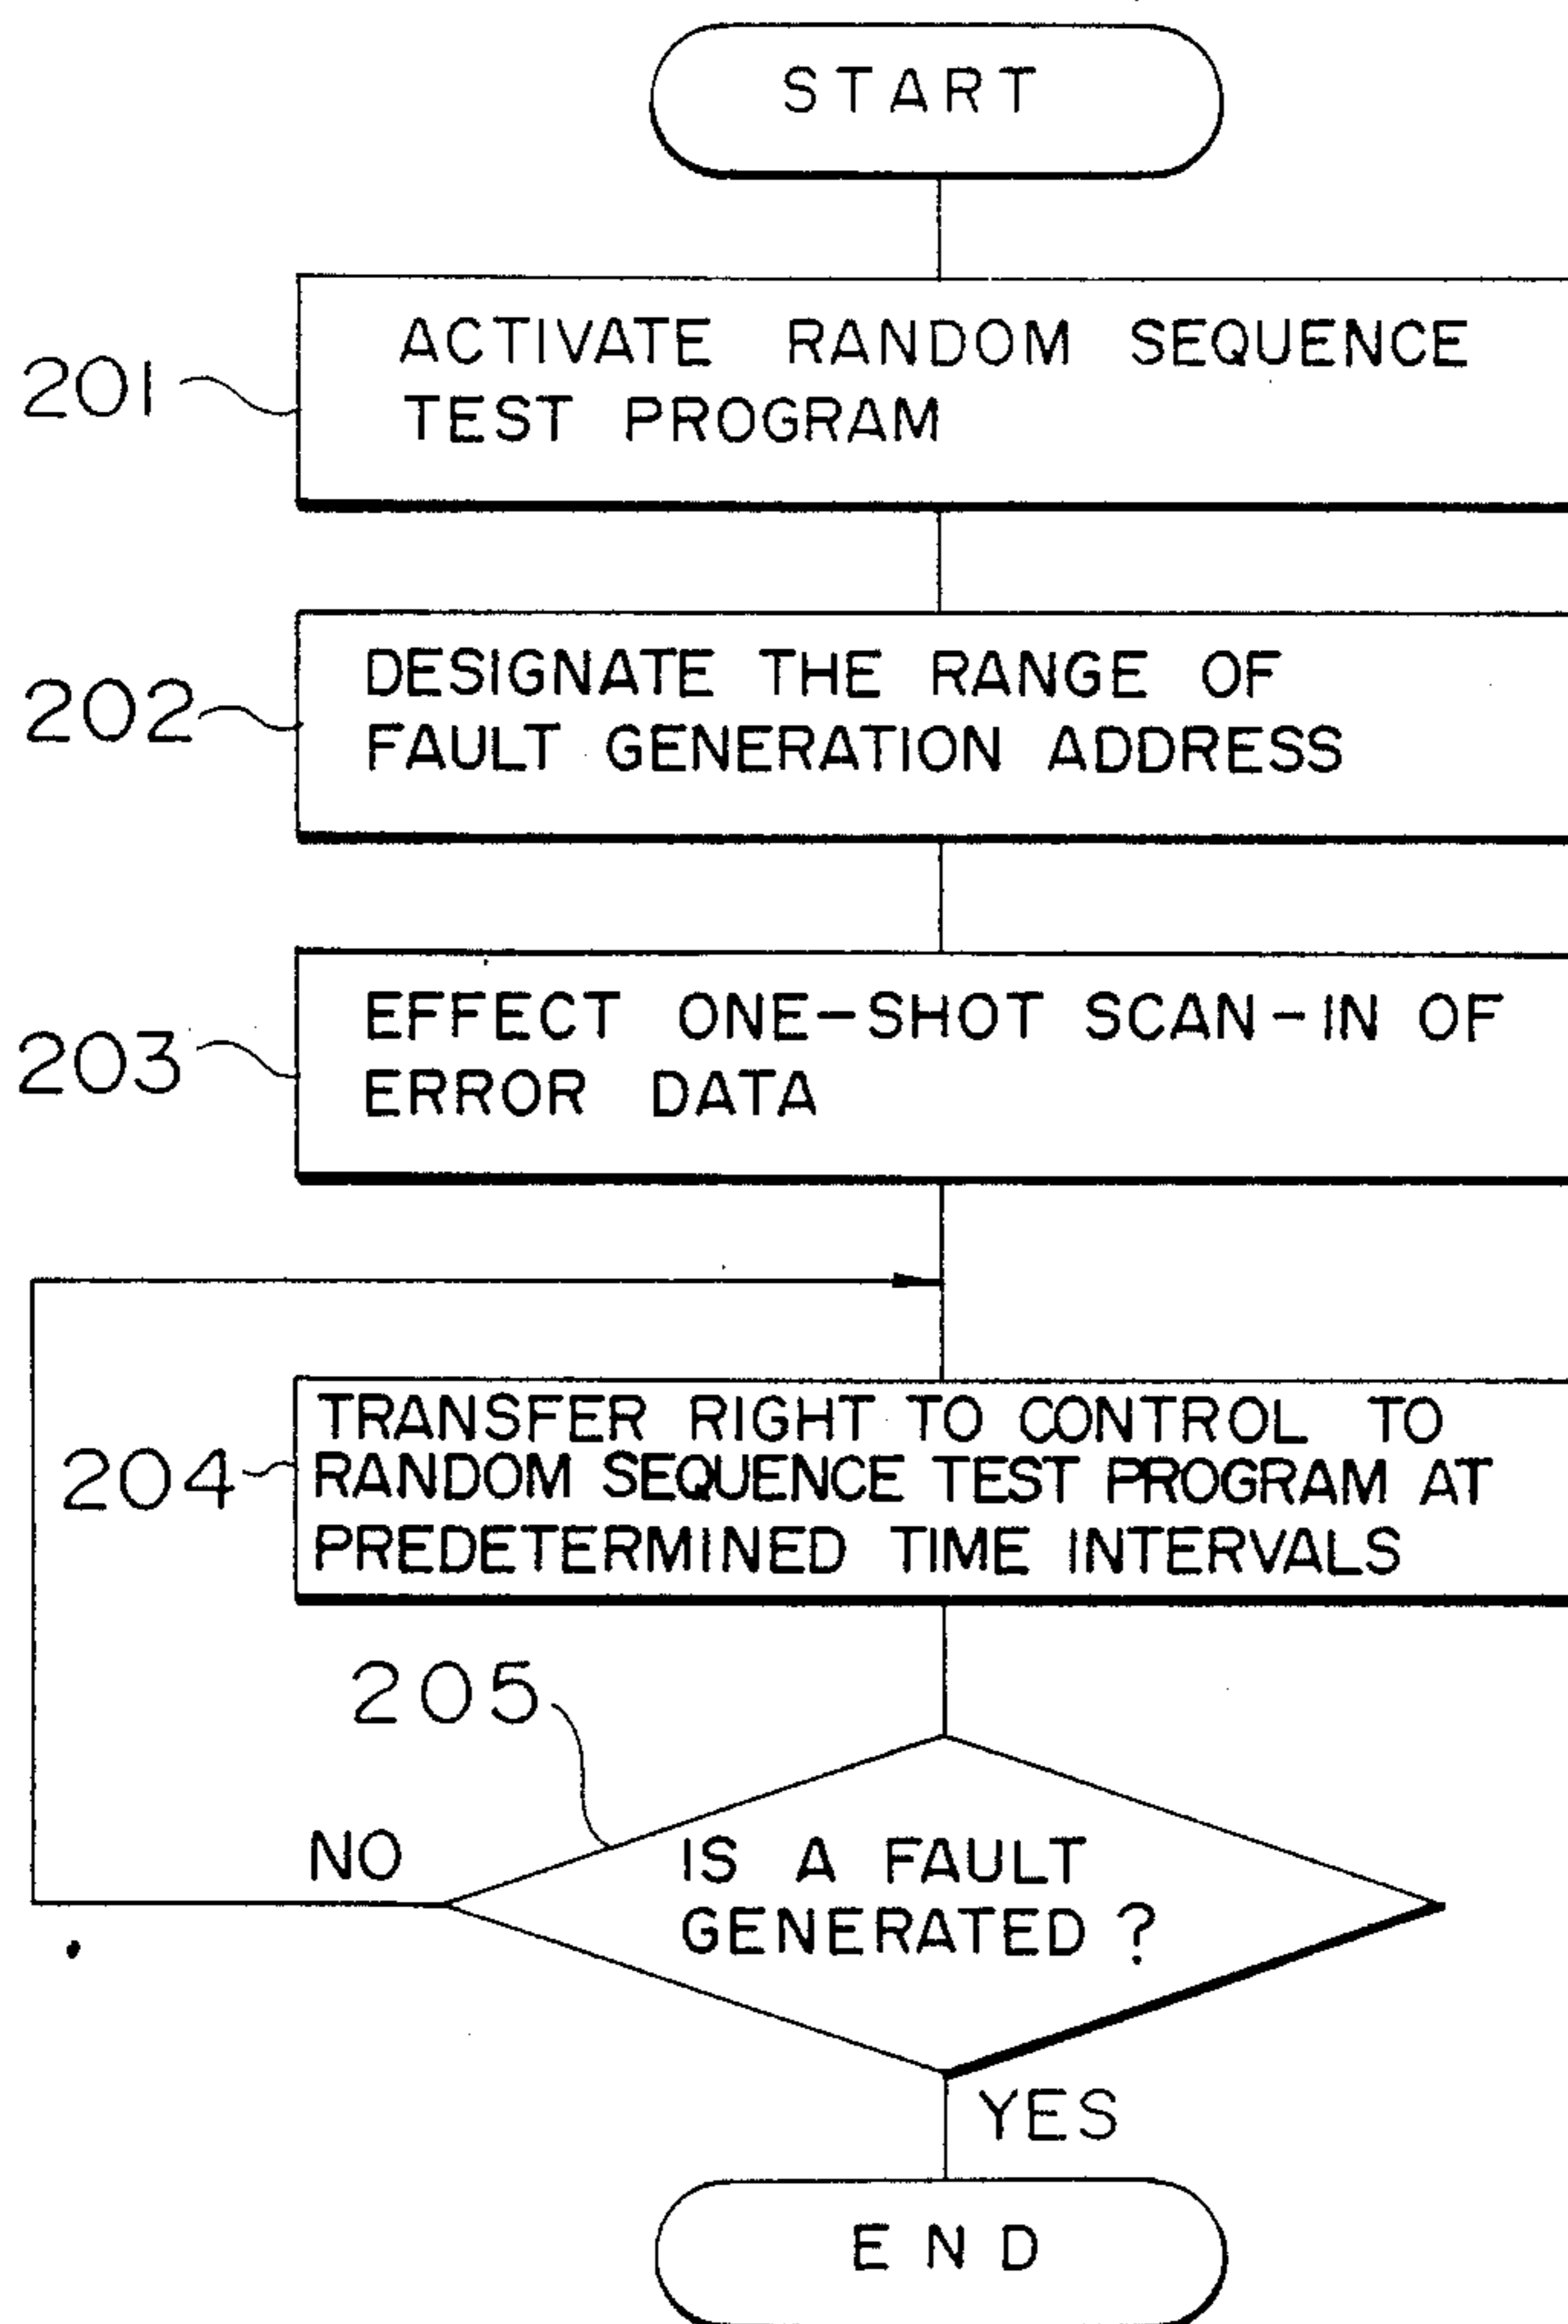 START
201
ACTIVATE RANDOM SEQUENCE
TEST PROGRAM
202
DESIGNATE THE RANGE OF
FAULT GENERATION ADDRESS
203
EFFECT ONE-SHOT SCAN-IN OF
ERROR DATA
204
TRANSFER RIGHT TO CONTROL TO
RANDOM SEQUENCE TEST PROGRAM AT
PREDETERMINED TIME INTERVALS
205
NO
IS A FAULT
GENERATED ?
YES
END